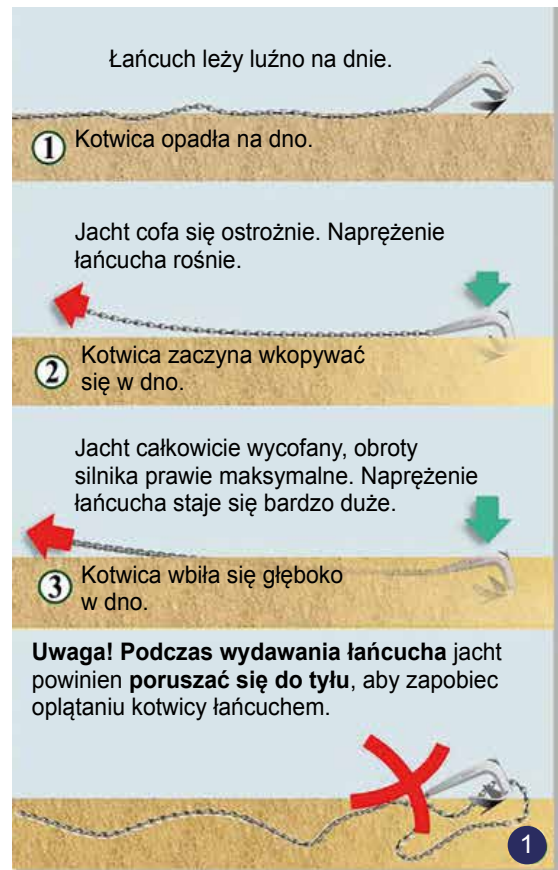 Łańcuch leży luźno na dnie.
1 Kotwica opadła na dno.
Jacht cofa się ostrożnie. Naprężenie
łańcucha rośnie.
2 Kotwica zaczyna wkopywać
się w dno.
Jacht całkowicie wycofany, obroty
silnika prawie maksymalne. Naprężenie
łańcucha staje się bardzo duże.
3 Kotwica wbiła się głęboko
w dno.
Uwaga! Podczas wydawania łańcucha jacht
powinien poruszać się do tyłu, aby zapobiec
oplątaniu kotwicy łańcuchem.
1